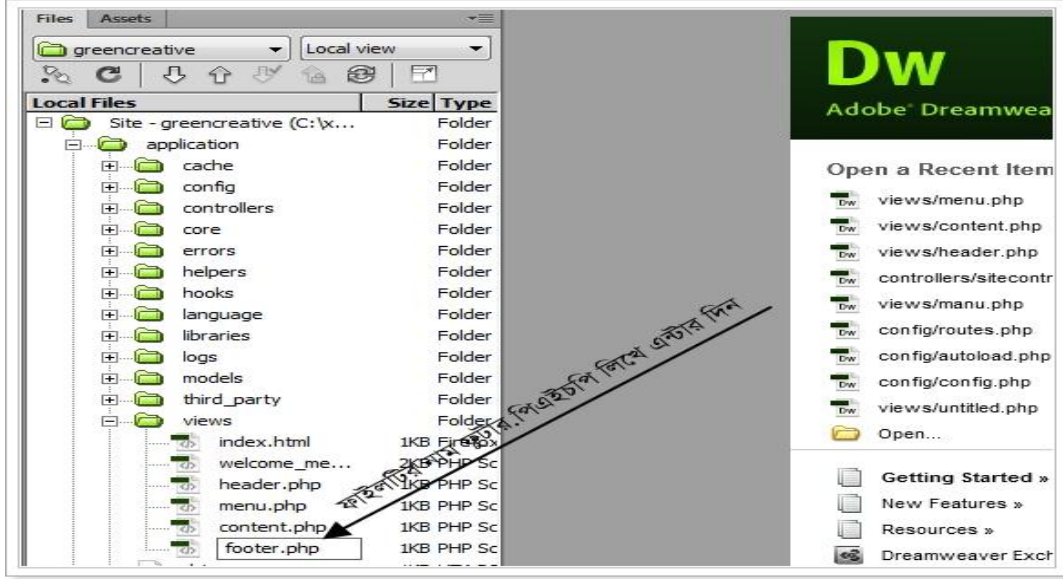 Files Assets
greencreative Local view
Local Files Size Type
Site - greencreative (C:\x... Folder
application Folder
cache Folder
config Folder
controllers Folder
core Folder
errors Folder
helpers Folder
hooks Folder
language Folder
libraries Folder
logs Folder
models Folder
third_party Folder
views Folder
index.html 1KB
welcome_me... 2KB PHP Sc
header.php 1KB PHP Sc
menu.php 1KB PHP Sc
content.php 1KB PHP Sc
footer.php 1KB PHP Sc
ফাইলটির নাম ফুটার.পিএইচপি লিখে এন্টার দিন
Dw
Adobe® Dreamwea
Open a Recent Item
views/menu.php
views/content.php
views/header.php
controllers/sitecontr
views/manu.php
config/routes.php
config/autoload.php
config/config.php
views/untitled.php
Open...
Getting Started »
New Features »
Resources »
Dreamweaver Exch